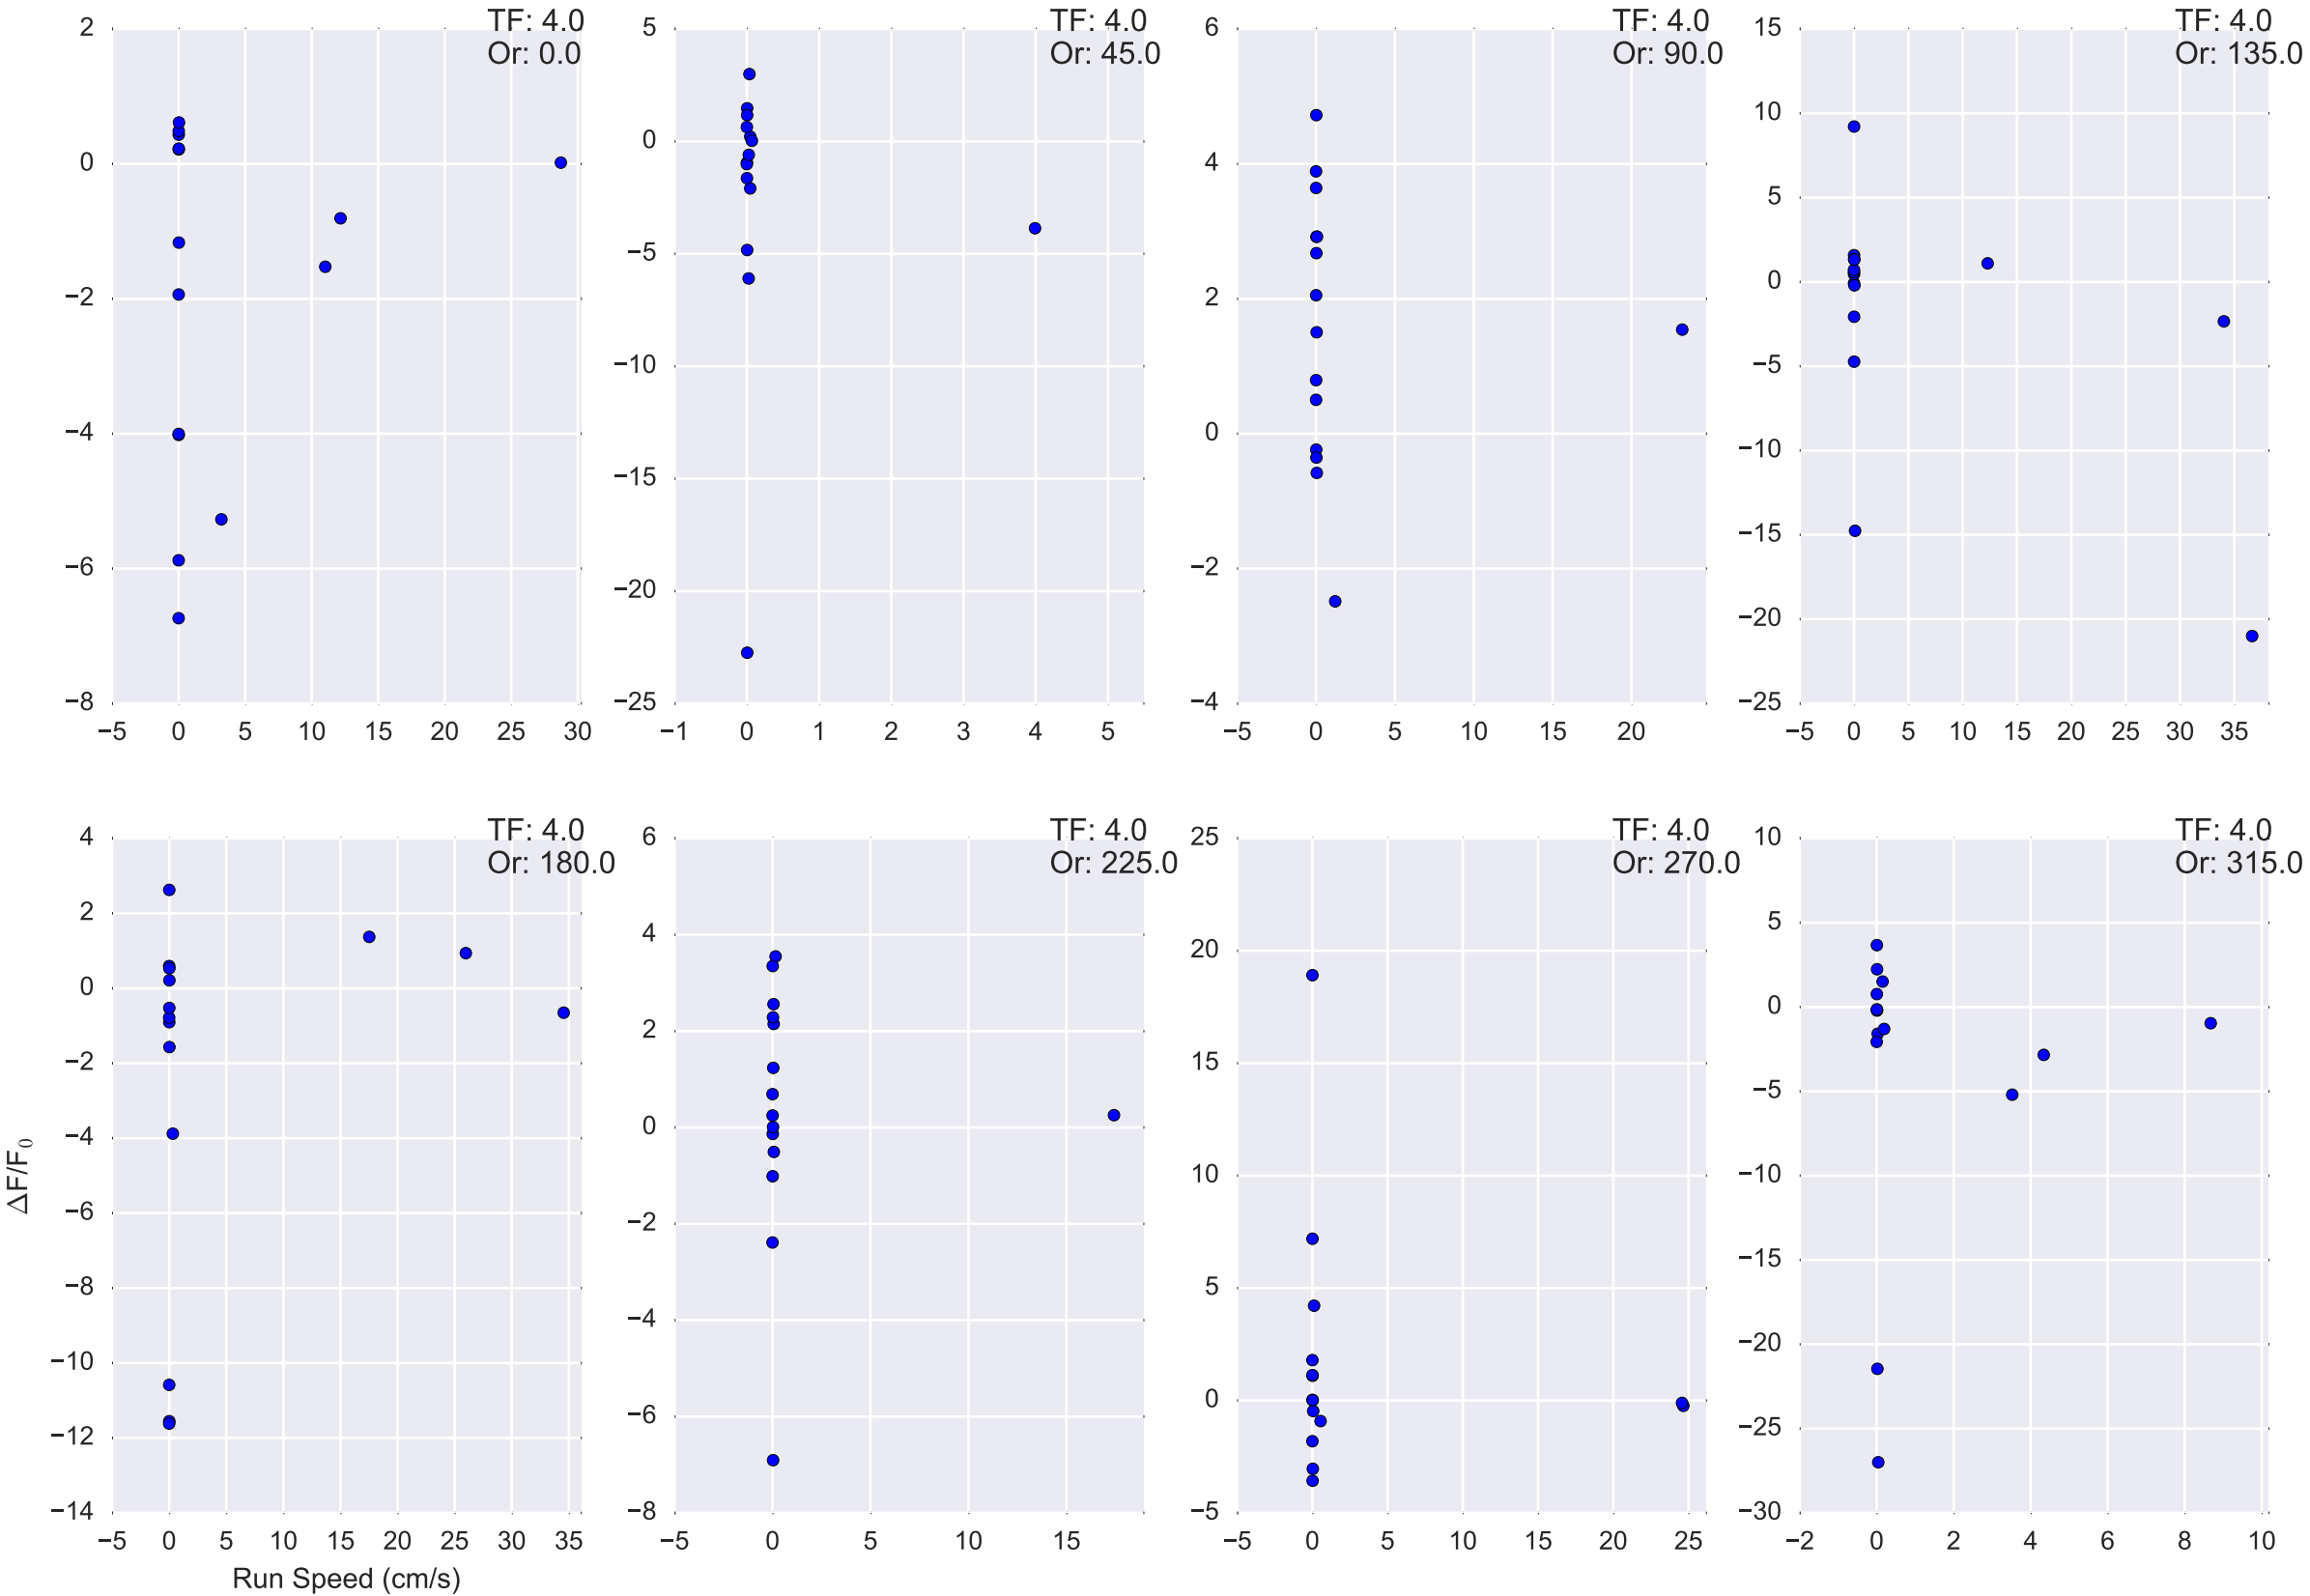 TF: 4.0
Or: 0.0
2
0
−2
−4
−6
−8
−5 0 5 10 15 20 25 30
TF: 4.0
Or: 45.0
5
0
−5
−10
−15
−20
−25
−1 0 1 2 3 4 5
TF: 4.0
Or: 90.0
6
4
2
0
−2
−4
−5 0 5 10 15 20
TF: 4.0
Or: 135.0
15
10
5
0
−5
−10
−15
−20
−25
−5 0 5 10 15 20 25 30 35
TF: 4.0
Or: 180.0
4
2
0
−2
−4
−6
−8
−10
−12
−14
−5 0 5 10 15 20 25 30 35
ΔF/F₀
Run Speed (cm/s)
TF: 4.0
Or: 225.0
6
4
2
0
−2
−4
−6
−8
−5 0 5 10 15
TF: 4.0
Or: 270.0
25
20
15
10
5
0
−5
−5 0 5 10 15 20 25
TF: 4.0
Or: 315.0
10
5
0
−5
−10
−15
−20
−25
−30
−2 0 2 4 6 8 10